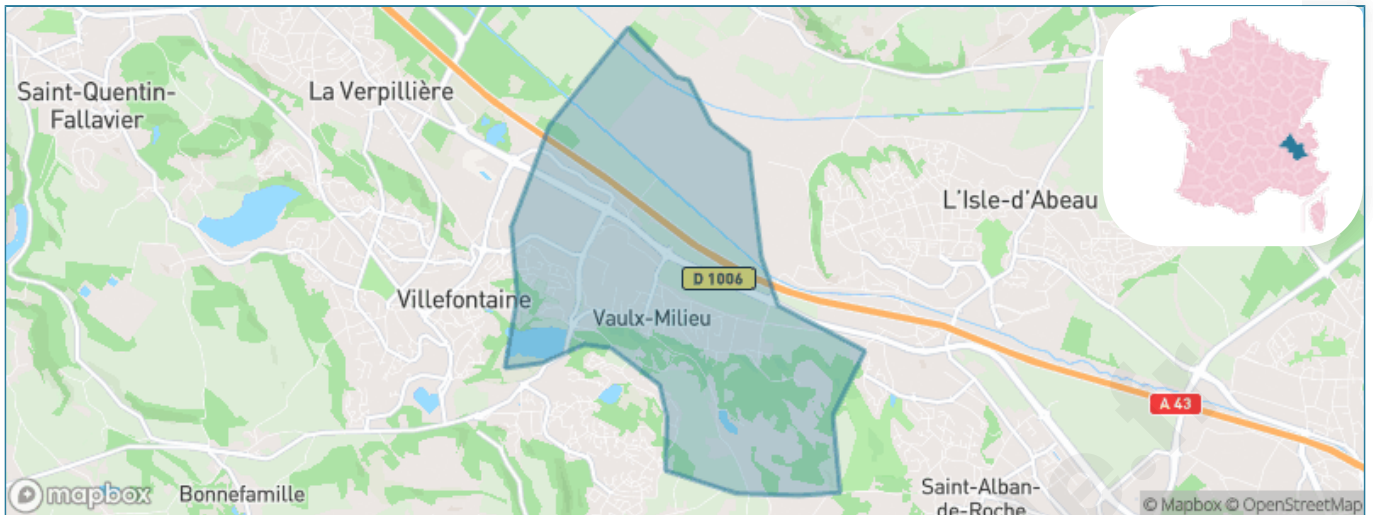 Saint-Quentin-
Fallavier
La Verpillière
L'Isle-d'Abeau
D 1006
Villefontaine
Vaulx-Milieu
A 43
Saint-Alban-
de-Roche
Bonnefamille
mapbox
© Mapbox © OpenStreetMap